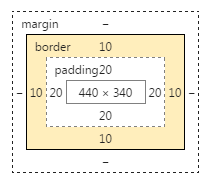 margin –
border 10
padding20
– 10 20 440 × 340 20 10 –
20
10
–